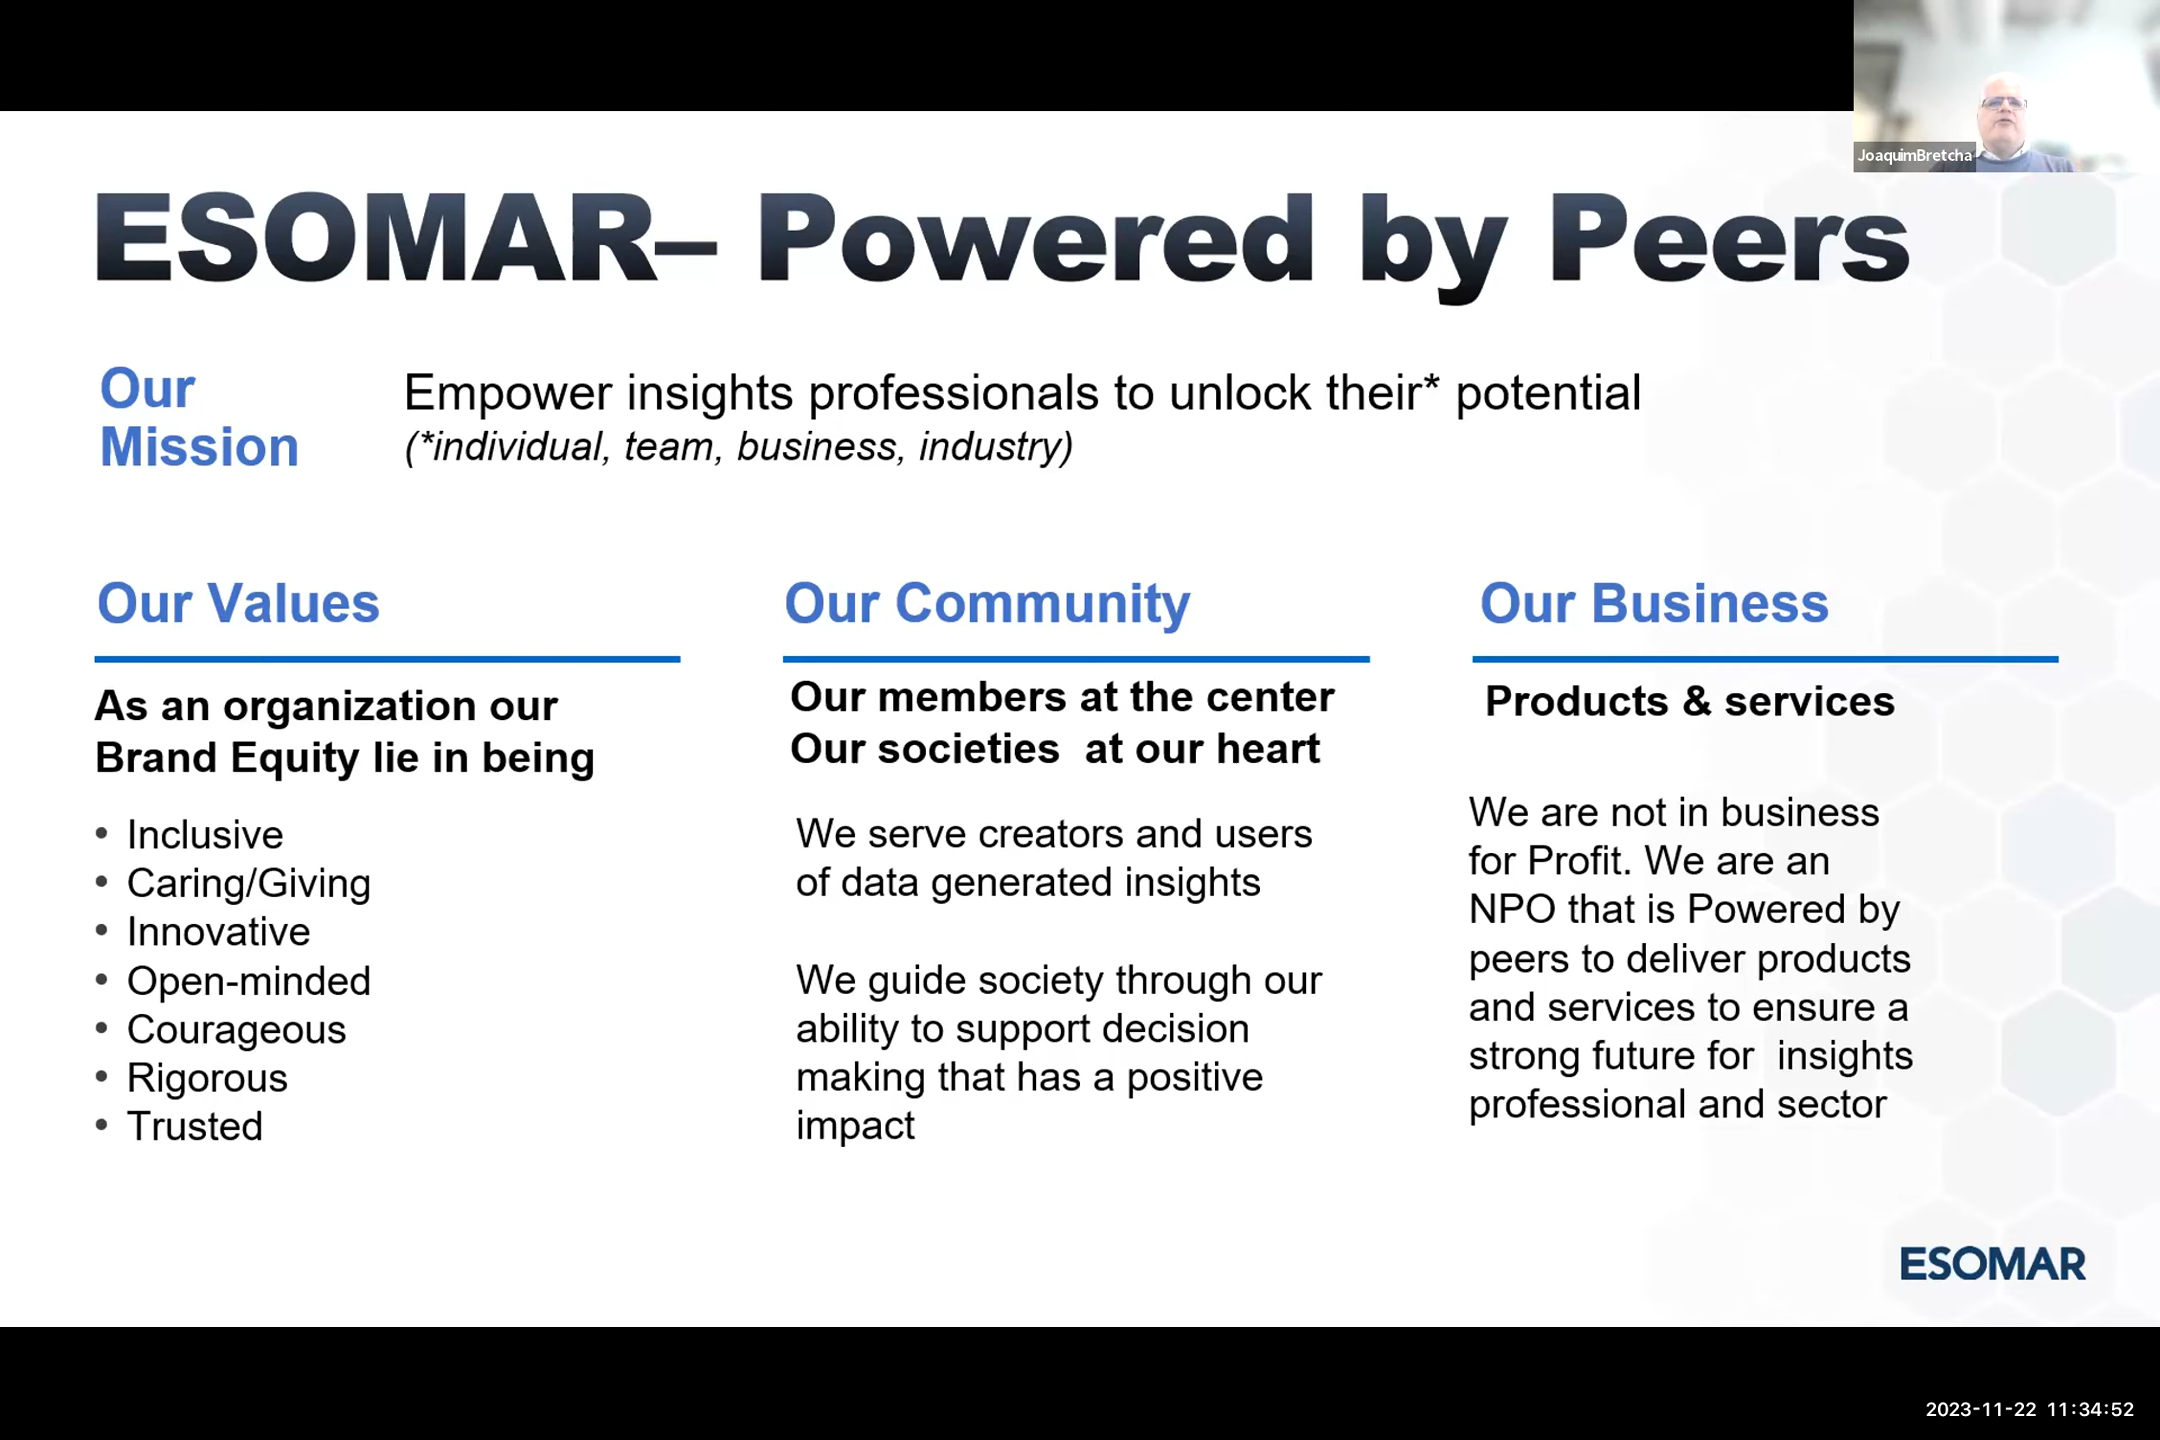 JoaquimBretcha
ESOMAR– Powered by Peers
Our
Mission
Empower insights professionals to unlock their* potential
(*individual, team, business, industry)
Our Values
As an organization our
Brand Equity lie in being
• Inclusive
• Caring/Giving
• Innovative
• Open-minded
• Courageous
• Rigorous
• Trusted
Our Community
Our members at the center
Our societies  at our heart
We serve creators and users
of data generated insights
We guide society through our
ability to support decision
making that has a positive
impact
Our Business
Products & services
We are not in business
for Profit. We are an
NPO that is Powered by
peers to deliver products
and services to ensure a
strong future for  insights
professional and sector
ESOMAR
2023-11-22 11:34:52